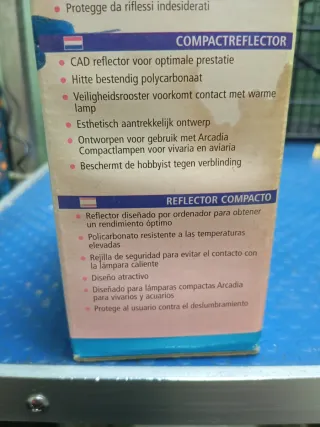 • Protegge da riflessi indesiderati
COMPACTREFLECTOR
• CAD reflector voor optimale prestatie
• Hitte bestendig polycarbonaat
• Veiligheidsrooster voorkomt contact met warme
lamp
• Esthetisch aantrekkelijk ontwerp
• Ontworpen voor gebruik met Arcadia
Compactlampen voor vivaria en aviaria
• Beschermt de hobbyist tegen verblinding
REFLECTOR COMPACTO
• Reflector diseñado por ordenador para obtener
un rendimiento óptimo
• Policarbonato resistente a las temperaturas
elevadas
• Rejilla de seguridad para evitar el contacto con
la lámpara caliente
• Diseño atractivo
• Diseñado para lámparas compactas Arcadia
para vivarios y acuarios
• Protege al usuario contra el deslumbramiento